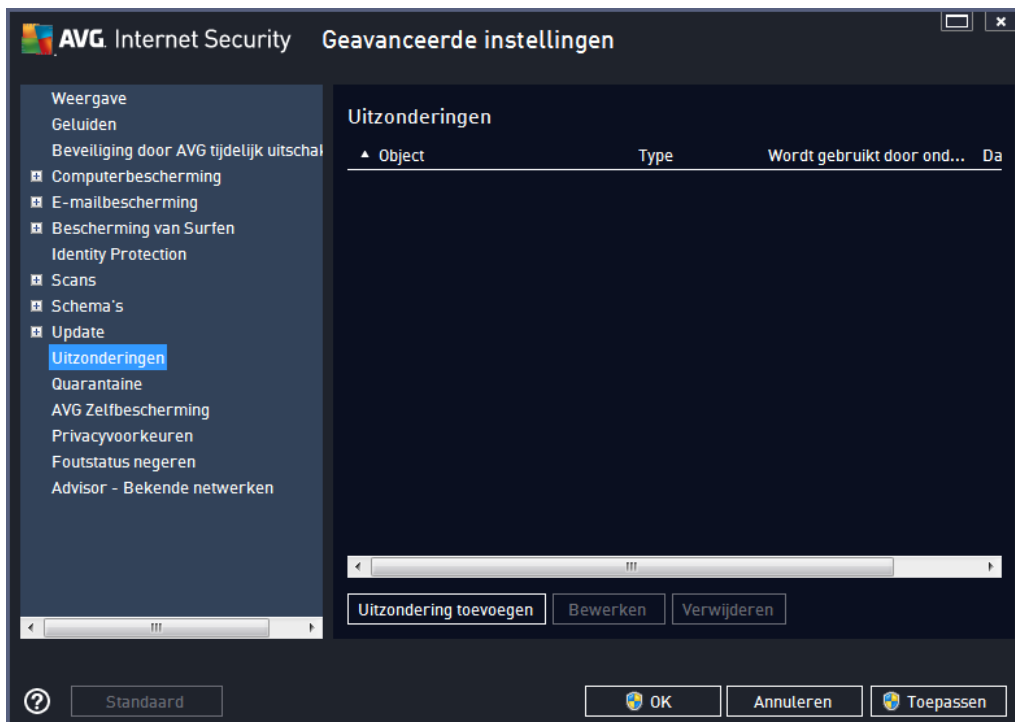 AVG. Internet Security Geavanceerde instellingen
Weergave
Geluiden
Beveiliging door AVG tijdelijk uitschak
Computerbescherming
E-mailbescherming
Bescherming van Surfen
Identity Protection
Scans
Schema's
Update
Uitzonderingen
Quarantaine
AVG Zelfbescherming
Privacyvoorkeuren
Foutstatus negeren
Advisor - Bekende netwerken
Uitzonderingen
Object Type Wordt gebruikt door ond... Da
Uitzondering toevoegen Bewerken Verwijderen
? Standaard OK Annuleren Toepassen